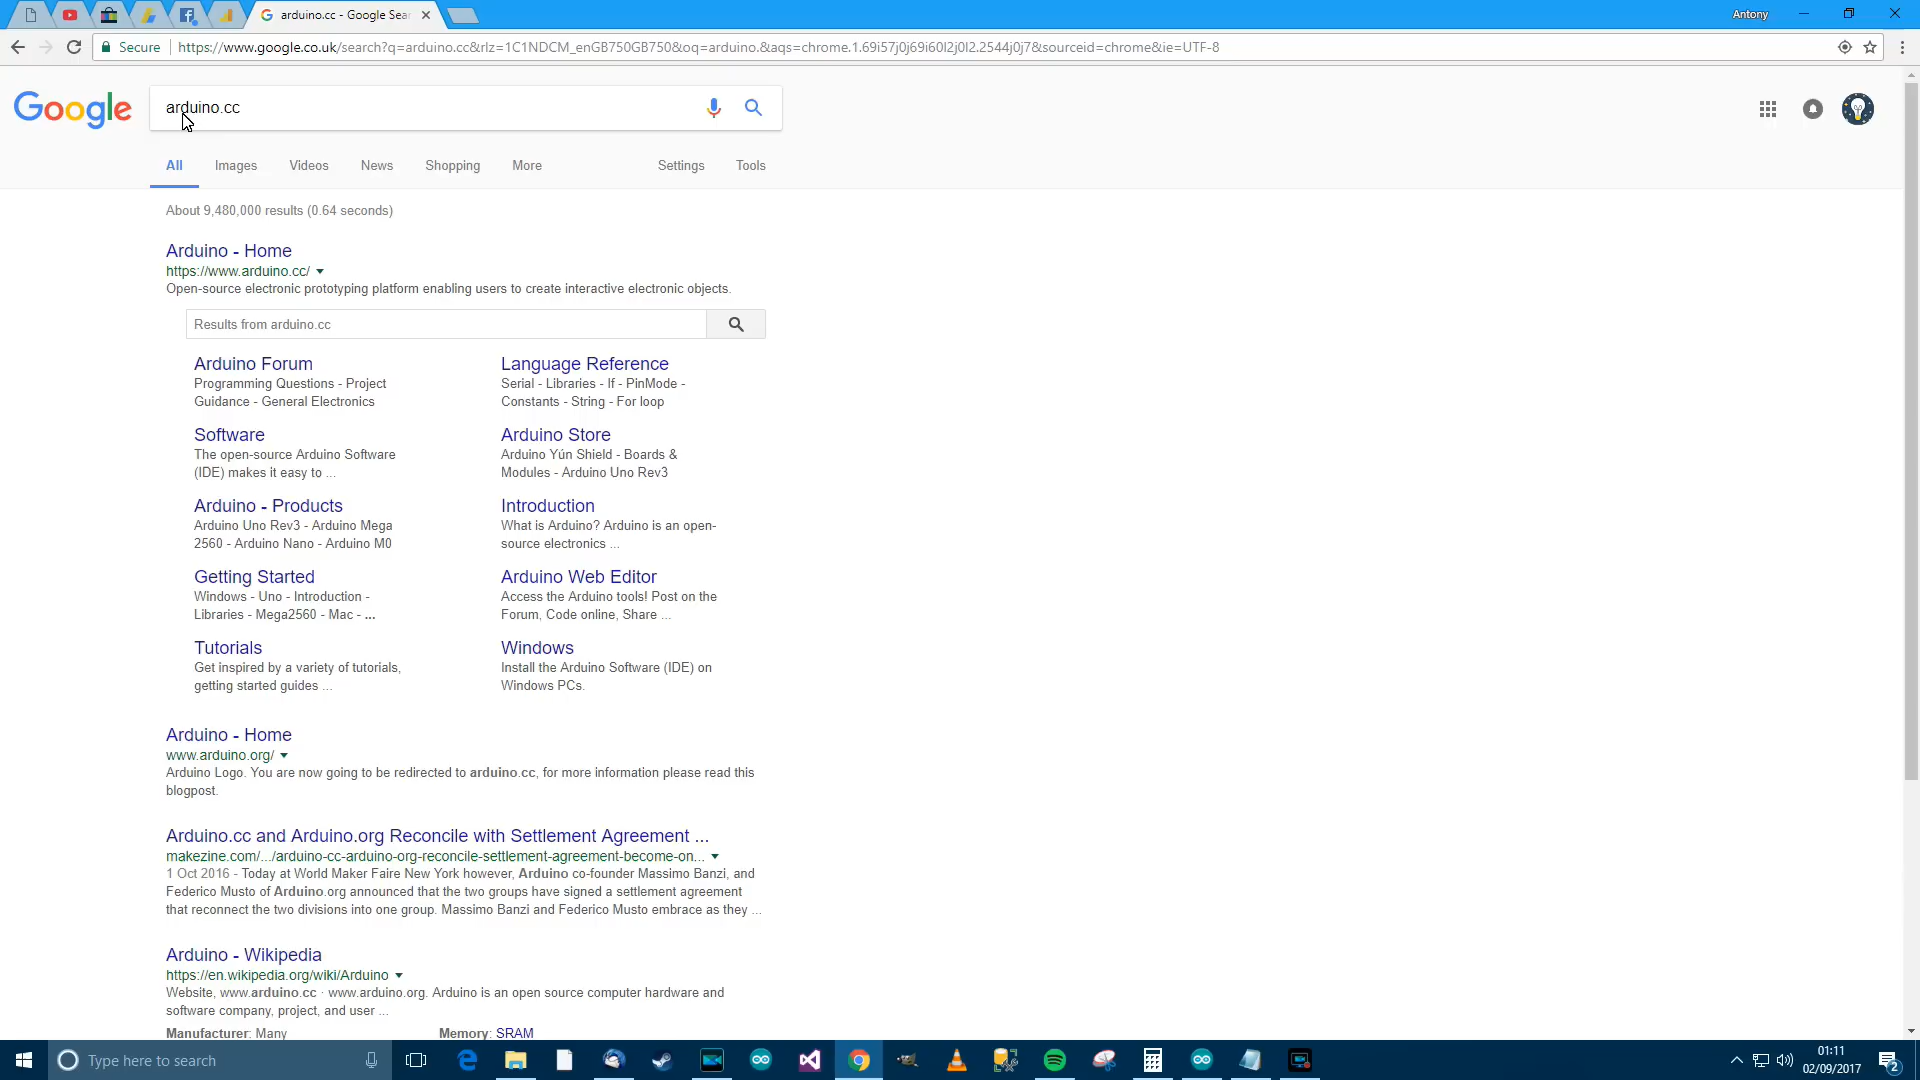 arduino.cc - Google Sea
Antony
Secure
https://www.google.co.uk/search?q=arduino.cc&rlz=1C1NDCM_enGB750GB750&oq=arduino.&aqs=chrome.1.69i57j0j69i60l2j0l2.2544j0j7&sourceid=chrome&ie=UTF-8
Google
arduino.cc
All Images Videos News Shopping More Settings Tools
About 9,480,000 results (0.64 seconds)
Arduino - Home
https://www.arduino.cc/
Open-source electronic prototyping platform enabling users to create interactive electronic objects.
Results from arduino.cc
Arduino Forum
Programming Questions - Project
Guidance - General Electronics
Language Reference
Serial - Libraries - If - PinMode -
Constants - String - For loop
Software
The open-source Arduino Software
(IDE) makes it easy to ...
Arduino Store
Arduino Yún Shield - Boards &
Modules - Arduino Uno Rev3
Arduino - Products
Arduino Uno Rev3 - Arduino Mega
2560 - Arduino Nano - Arduino M0
Introduction
What is Arduino? Arduino is an open-
source electronics ...
Getting Started
Windows - Uno - Introduction -
Libraries - Mega2560 - Mac - ...
Arduino Web Editor
Access the Arduino tools! Post on the
Forum, Code online, Share ...
Tutorials
Get inspired by a variety of tutorials,
getting started guides ...
Windows
Install the Arduino Software (IDE) on
Windows PCs.
Arduino - Home
www.arduino.org/
Arduino Logo. You are now going to be redirected to arduino.cc, for more information please read this
blogpost.
Arduino.cc and Arduino.org Reconcile with Settlement Agreement ...
makezine.com/.../arduino-cc-arduino-org-reconcile-settlement-agreement-become-on...
1 Oct 2016 - Today at World Maker Faire New York however, Arduino co-founder Massimo Banzi, and
Federico Musto of Arduino.org announced that the two groups have signed a settlement agreement
that reconnect the two divisions into one group. Massimo Banzi and Federico Musto embrace as they ...
Arduino - Wikipedia
https://en.wikipedia.org/wiki/Arduino
Website, www.arduino.cc · www.arduino.org. Arduino is an open source computer hardware and
software company, project, and user ...
Manufacturer: Many Memory: SRAM
Type here to search
01:11
02/09/2017
2